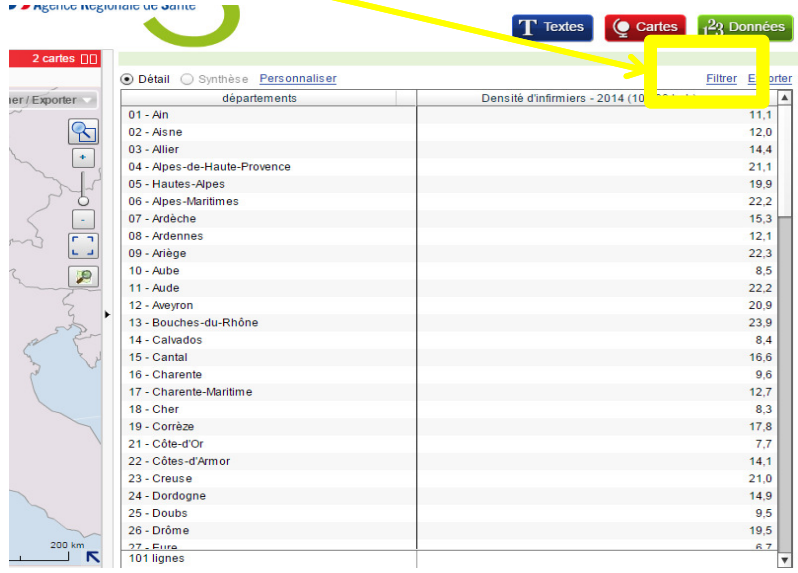 Agence Régionale de Santé
T Textes Cartes 123 Données
2 cartes
Détail Synthèse Personnaliser Filtrer
er / Exporter
départements Densité d'infirmiers - 2014
01 - Ain 11,1
02 - Aisne 12,0
03 - Allier 14,4
04 - Alpes-de-Haute-Provence 21,1
05 - Hautes-Alpes 19,9
06 - Alpes-Maritimes 22,2
07 - Ardèche 15,3
08 - Ardennes 12,1
09 - Ariège 22,3
10 - Aube 8,5
11 - Aude 22,2
12 - Aveyron 20,9
13 - Bouches-du-Rhône 23,9
14 - Calvados 8,4
15 - Cantal 16,6
16 - Charente 9,6
17 - Charente-Maritime 12,7
18 - Cher 8,3
19 - Corrèze 17,8
21 - Côte-d'Or 7,7
22 - Côtes-d'Armor 14,1
23 - Creuse 21,0
24 - Dordogne 14,9
25 - Doubs 9,5
26 - Drôme 19,5
27 - Eure 6,7
200 km
101 lignes